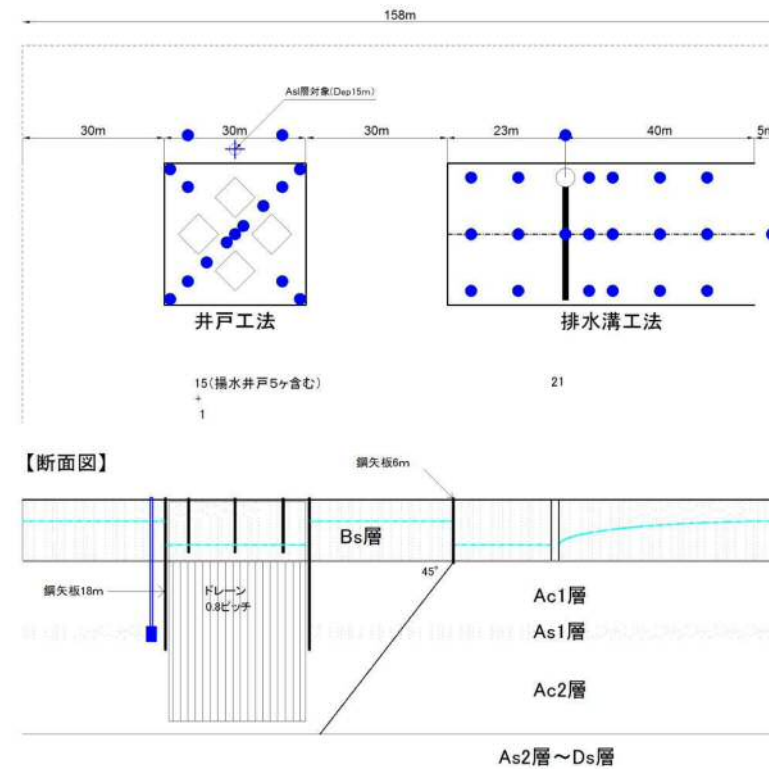 158m
Asl層対象(Dep15m)
30m
30m
30m
23m
40m
5m
井戸工法
排水溝工法
15(揚水井戸5ヶ含む)
1
21
【断面図】
鋼矢板6m
Bs層
45°
鋼矢板18m
ドレーン
0.8ピッチ
Ac1層
As1層
Ac2層
As2層～Ds層